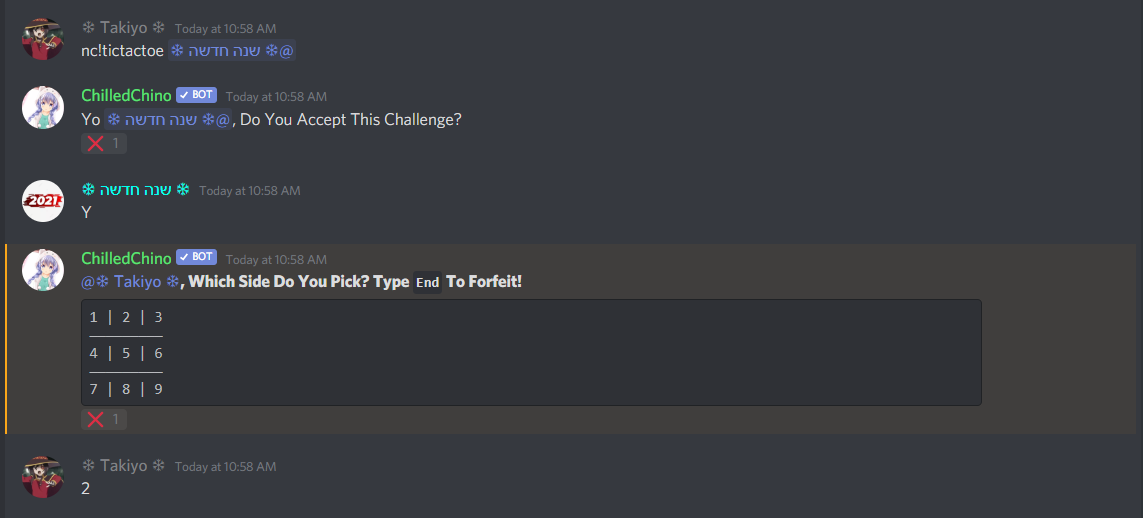 ❄ Takiyo ❄ Today at 10:58 AM
nc!tictactoe @❄ שנה חדשה ❄
ChilledChino ✔ BOT Today at 10:58 AM
Yo @❄ שנה חדשה ❄, Do You Accept This Challenge?
❌ 1
2021
❄ שנה חדשה ❄ Today at 10:58 AM
Y
ChilledChino ✔ BOT Today at 10:58 AM
@❄ Takiyo ❄, Which Side Do You Pick? Type End To Forfeit!
1 | 2 | 3
4 | 5 | 6
7 | 8 | 9
❌ 1
❄ Takiyo ❄ Today at 10:58 AM
2